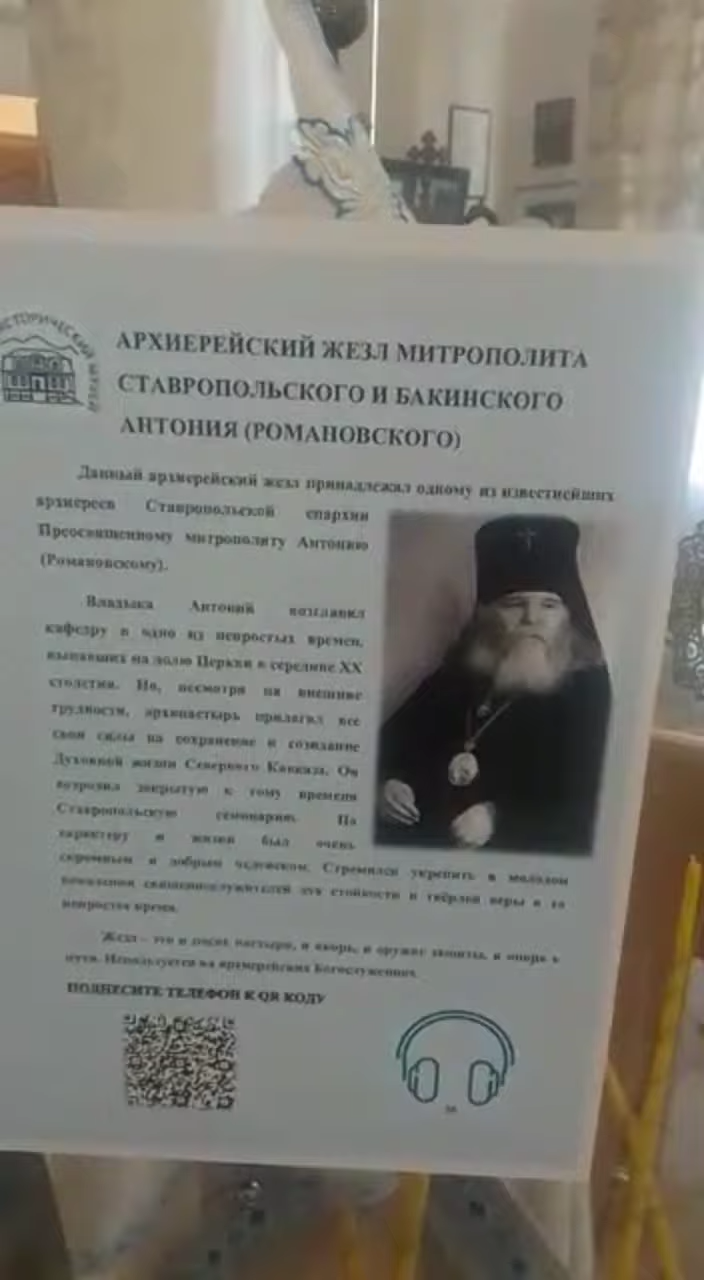 ИСТОРИЧЕСКИЙ МУЗЕЙ
АРХИЕРЕЙСКИЙ ЖЕЗЛ МИТРОПОЛИТА
СТАВРОПОЛЬСКОГО И БАКИНСКОГО
АНТОНИЯ (РОМАНОВСКОГО)
Данный архиерейский жезл принадлежал одному из известнейших
архиереев Ставропольской епархии
Преосвященному митрополиту Антонию
(Романовскому).
Владыка Антоний возглавил
кафедру в одно из непростых времен,
выпавших на долю Церкви в середине XX
столетия. Но, несмотря на внешние
трудности, архипастырь прилагал все
свои силы на сохранение и созидание
Духовной жизни Северного Кавказа. Он
возродил закрытую к тому времени
Ставропольскую семинарию. По
характеру и жизни был очень
скромным и добрым человеком. Стремился укрепить в молодом
поколении священнослужителей дух стойкости и твёрдой веры в то
непростое время.
Жезл – это и посох пастыря, и якорь, и оружие защиты, и опора в
пути. Используется на архиерейских Богослужениях.
ПОДНЕСИТЕ ТЕЛЕФОН К QR КОДУ